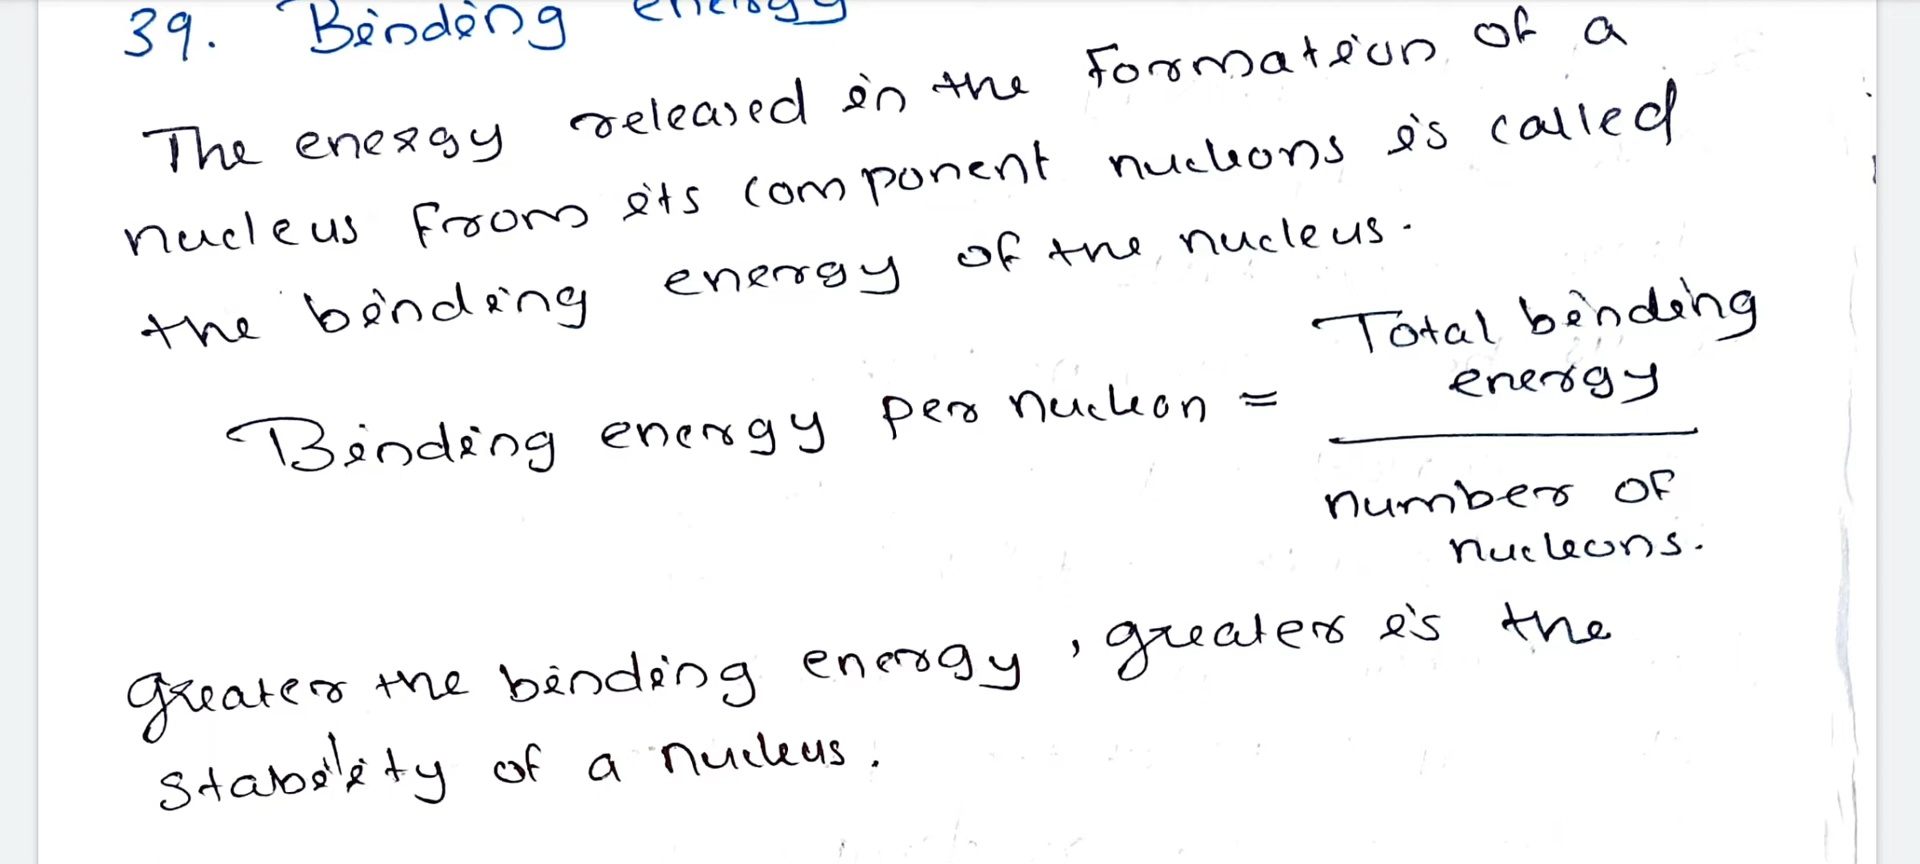 39. Binding energy
The energy released in the formation of a
nucleus from its component nucleons is called
the binding energy of the nucleus.
Binding energy per nucleon = Total binding
energy
number of
nucleons.
greater the binding energy, greater is the
stability of a nucleus.